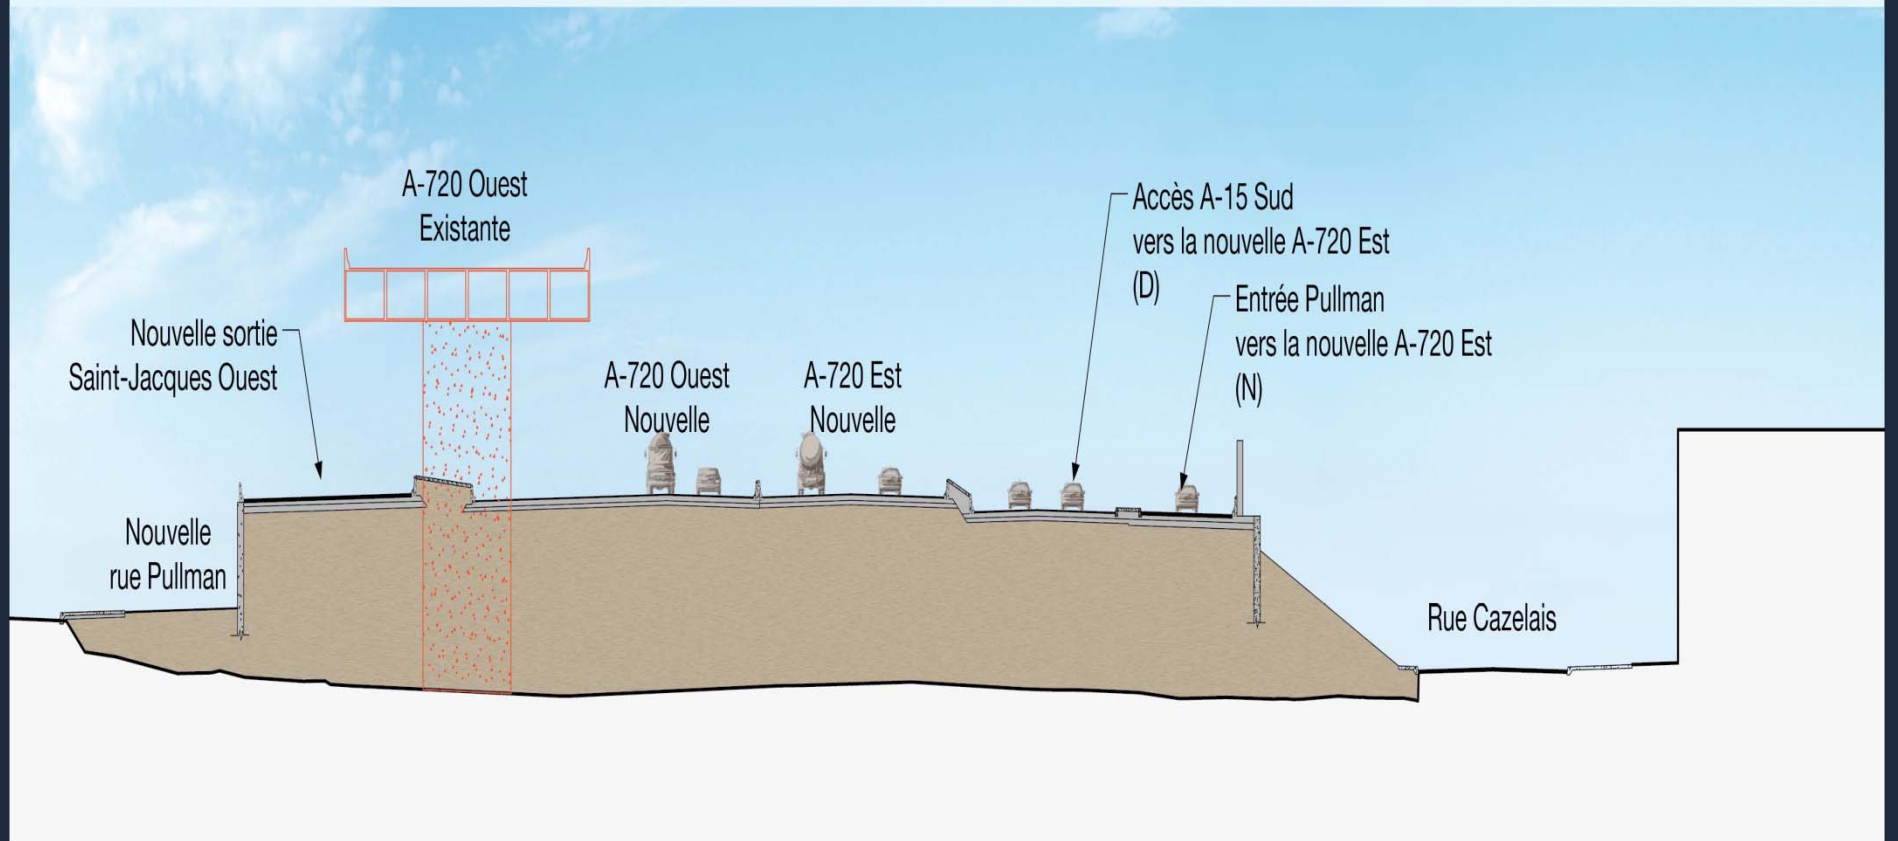 A-720 Ouest
Existante
Accès A-15 Sud
vers la nouvelle A-720 Est
(D)
Entrée Pullman
vers la nouvelle A-720 Est
(N)
Nouvelle sortie
Saint-Jacques Ouest
A-720 Ouest
Nouvelle
A-720 Est
Nouvelle
Nouvelle
rue Pullman
Rue Cazelais